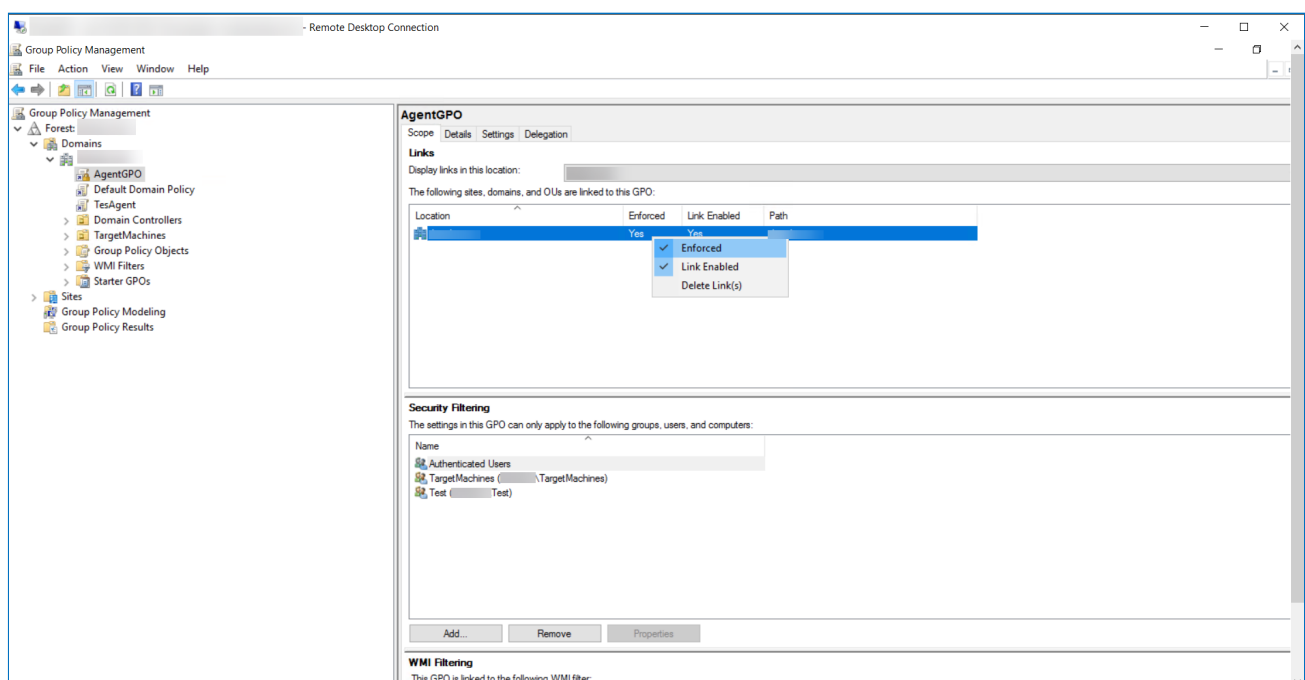 - Remote Desktop Connection
Group Policy Management
File Action View Window Help
Group Policy Management
Forest:
Domains
AgentGPO
Default Domain Policy
TesAgent
Domain Controllers
TargetMachines
Group Policy Objects
WMI Filters
Starter GPOs
Sites
Group Policy Modeling
Group Policy Results
AgentGPO
Scope Details Settings Delegation
Links
Display links in this location:
The following sites, domains, and OUs are linked to this GPO:
Location Enforced Link Enabled Path
Yes Yes
Enforced
Link Enabled
Delete Link(s)
Security Filtering
The settings in this GPO can only apply to the following groups, users, and computers:
Name
Authenticated Users
TargetMachines ( \TargetMachines)
Test ( Test)
Add... Remove Properties
WMI Filtering
This GPO is linked to the following WMI filter: